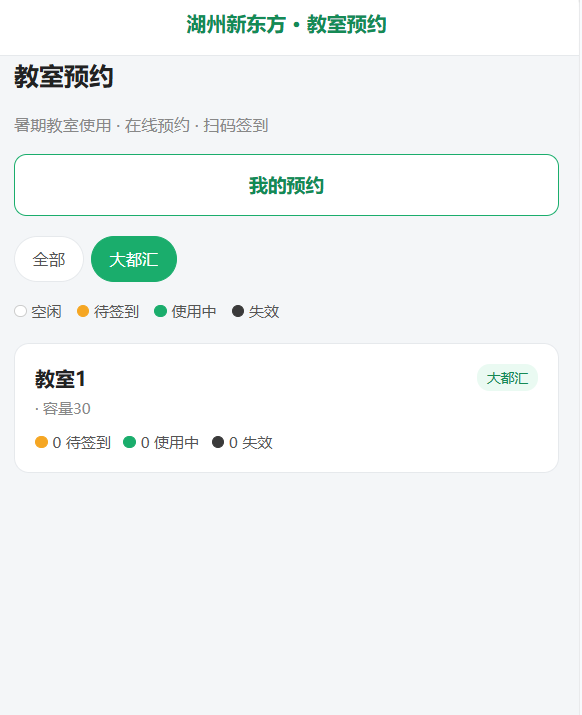 湖州新东方·教室预约
教室预约
暑期教室使用 · 在线预约 · 扫码签到
我的预约
全部 大都汇
空闲 待签到 使用中 失效
教室1 大都汇
· 容量30
0 待签到 0 使用中 0 失效